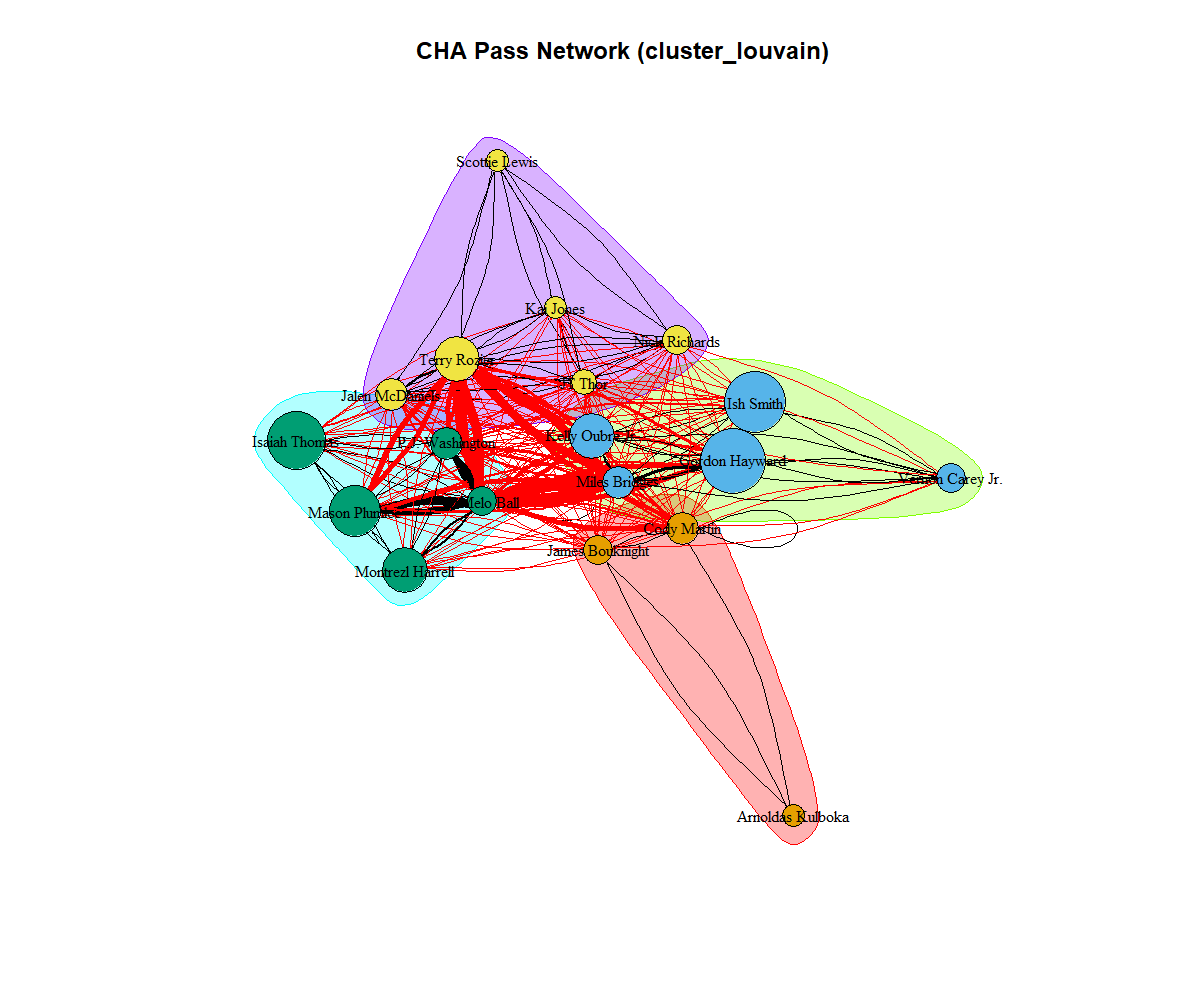 CHA Pass Network (cluster_louvain)
Scottie Lewis
Kai Jones
Nick Richards
Terry Rozier
JT Thor
Jalen McDaniels
Ish Smith
Isaiah Thomas
P.J. Washington
Kelly Oubre Jr.
Gordon Hayward
Miles Bridges
Vernon Carey Jr.
Mason Plumlee
LaMelo Ball
Cody Martin
James Bouknight
Montrezl Harrell
Arnoldas Kulboka